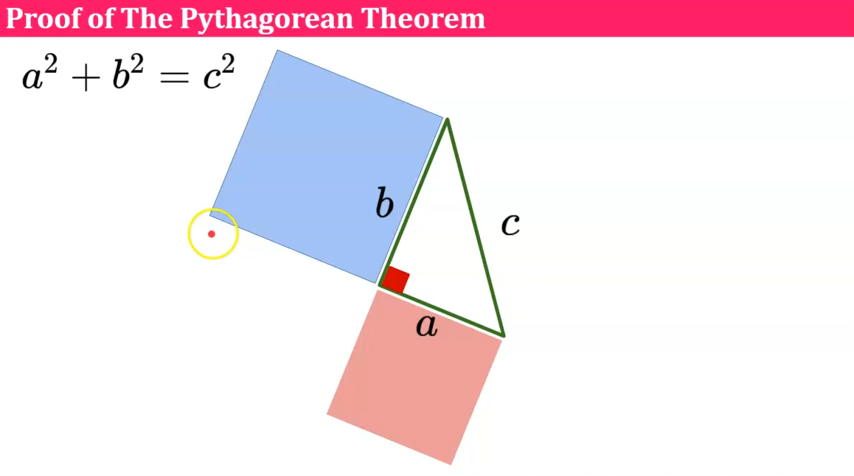 Proof of The Pythagorean Theorem
a² + b² = c²
b
c
a